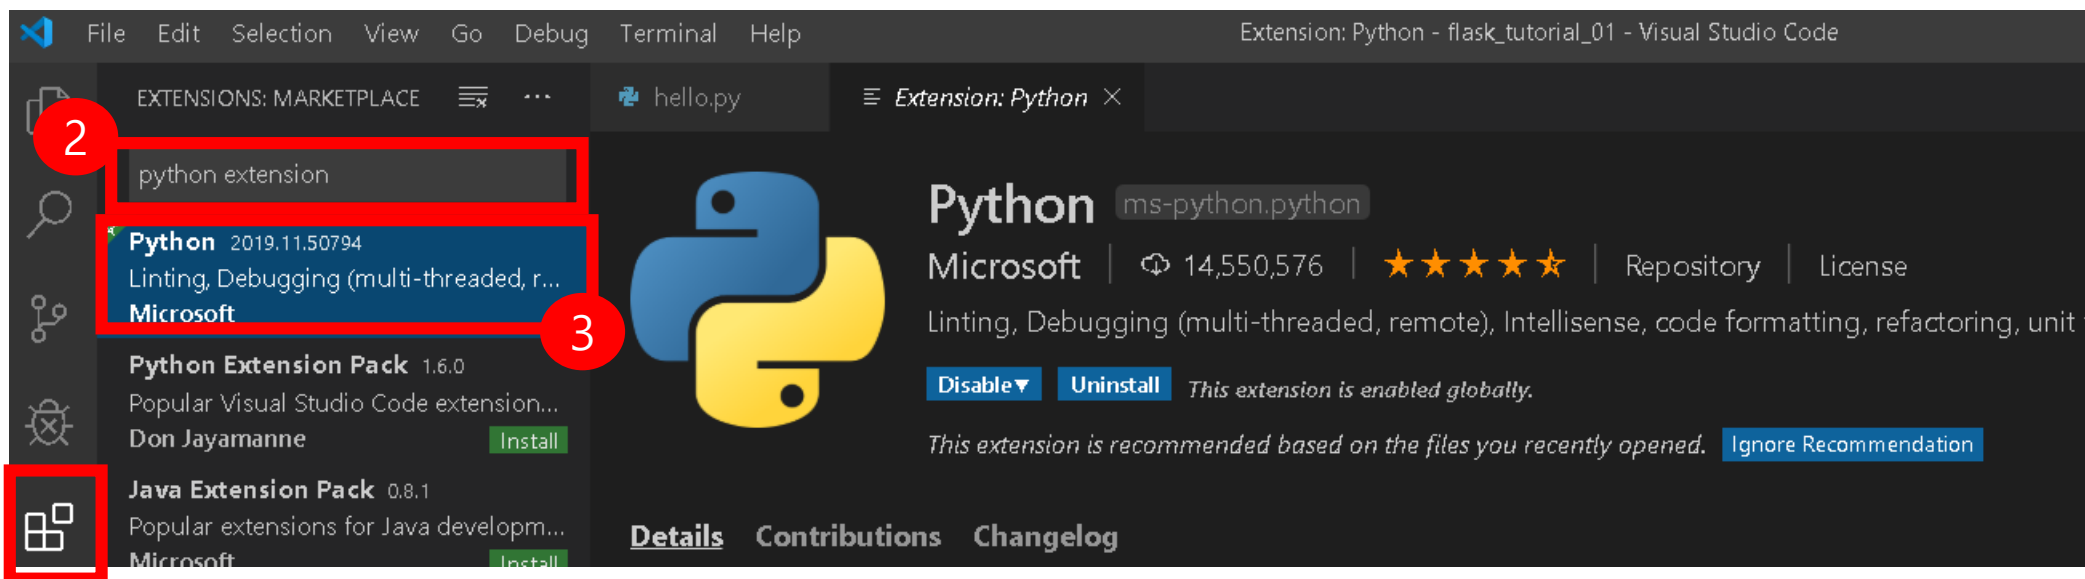 File Edit Selection View Go Debug Terminal Help
Extension: Python - flask_tutorial_01 - Visual Studio Code
EXTENSIONS: MARKETPLACE
hello.py
Extension: Python
2
python extension
Python 2019.11.50794
Linting, Debugging (multi-threaded, r...
Microsoft
3
Python Extension Pack 1.6.0
Popular Visual Studio Code extension...
Don Jayamanne
Install
Java Extension Pack 0.8.1
Popular extensions for Java developm...
Microsoft
Install
Python ms-python.python
Microsoft 14,550,576 Repository License
Linting, Debugging (multi-threaded, remote), Intellisense, code formatting, refactoring, unit
Disable▼ Uninstall This extension is enabled globally.
This extension is recommended based on the files you recently opened. Ignore Recommendation
Details Contributions Changelog